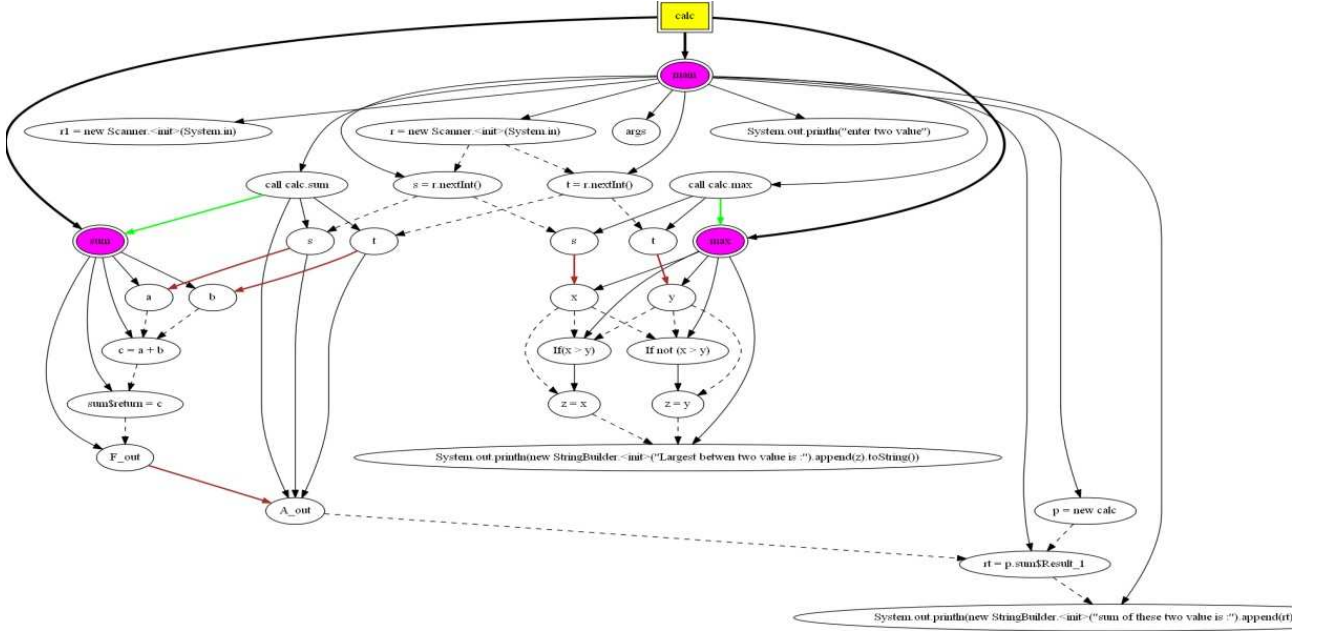 calc
main
r1 = new Scanner.<init>(System.in)
r = new Scanner.<init>(System.in)
args
System.out.println("enter two value")
call calc.sum
s = r.nextInt()
t = r.nextInt()
call calc.max
sum
s
t
s
t
max
a
b
x
y
c = a + b
If(x > y)
If not (x > y)
sum$return = c
z = x
z = y
F_out
System.out.println(new StringBuilder.<init>("Largest betwen two value is :").append(z).toString())
A_out
p = new calc
rt = p.sum$Result_1
System.out.println(new StringBuilder.<init>("sum of these two value is :").append(rt)